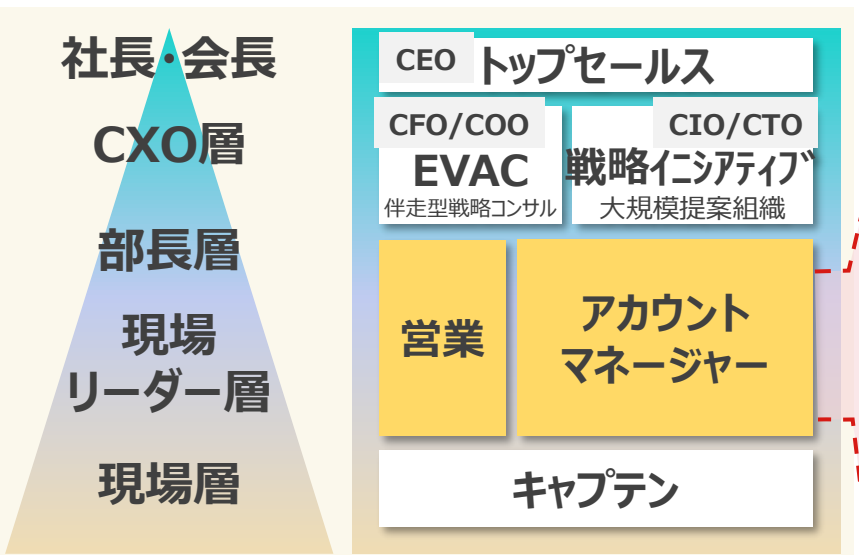 社長・会長
CXO層
部長層
現場
リーダー層
現場層
CEO トップセールス
CFO/COO
EVAC
伴走型戦略コンサル
CIO/CTO
戦略イニシアティブ
大規模提案組織
営業
アカウント
マネージャー
キャプテン